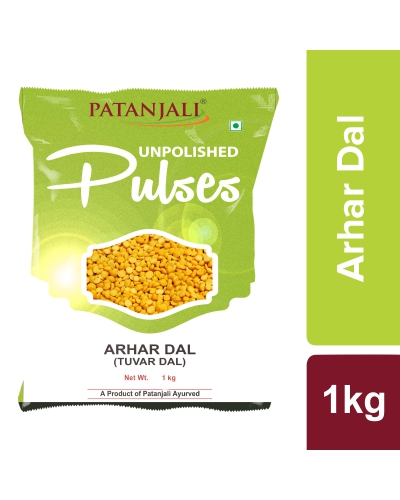 PATANJALI®
UNPOLISHED
Pulses
ARHAR DAL
(TUVAR DAL)
Net Wt. 1 kg
A Product of Patanjali Ayurved
Arhar Dal
1kg